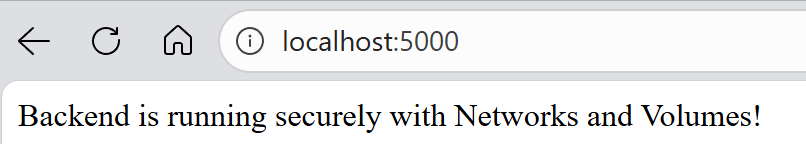 localhost:5000
Backend is running securely with Networks and Volumes!